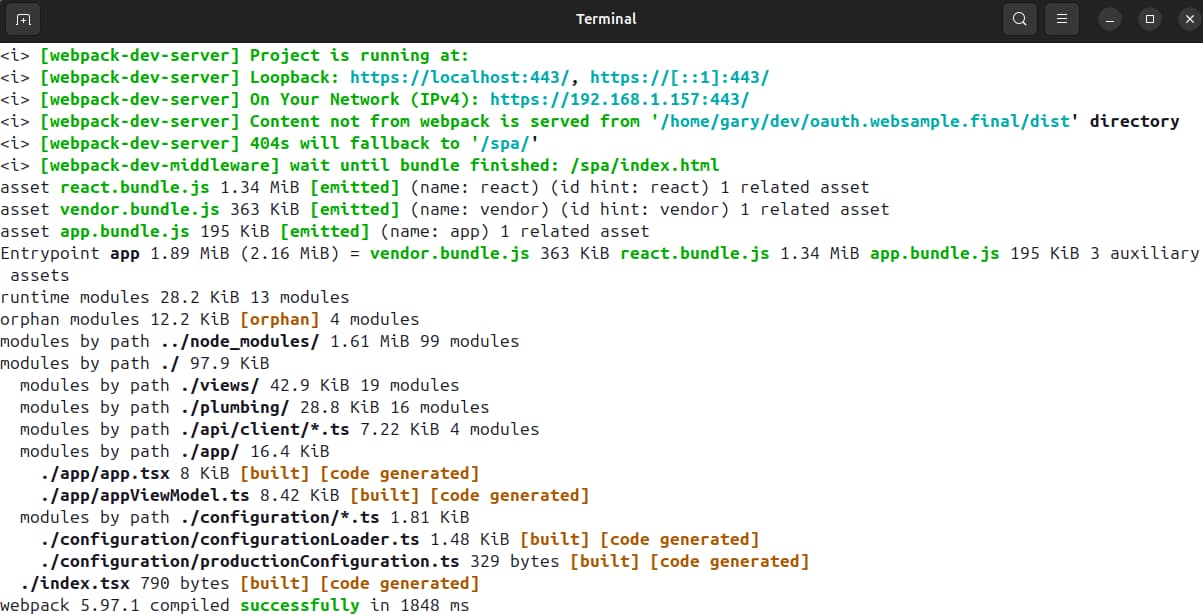 Terminal
<i> [webpack-dev-server] Project is running at:
<i> [webpack-dev-server] Loopback: https://localhost:443/, https://[::1]:443/
<i> [webpack-dev-server] On Your Network (IPv4): https://192.168.1.157:443/
<i> [webpack-dev-server] Content not from webpack is served from '/home/gary/dev/oauth.websample.final/dist' directory
<i> [webpack-dev-server] 404s will fallback to '/spa/'
<i> [webpack-dev-middleware] wait until bundle finished: /spa/index.html
asset react.bundle.js 1.34 MiB [emitted] (name: react) (id hint: react) 1 related asset
asset vendor.bundle.js 363 KiB [emitted] (name: vendor) (id hint: vendor) 1 related asset
asset app.bundle.js 195 KiB [emitted] (name: app) 1 related asset
Entrypoint app 1.89 MiB (2.16 MiB) = vendor.bundle.js 363 KiB react.bundle.js 1.34 MiB app.bundle.js 195 KiB 3 auxiliary
 assets
runtime modules 28.2 KiB 13 modules
orphan modules 12.2 KiB [orphan] 4 modules
modules by path ../node_modules/ 1.61 MiB 99 modules
modules by path ./ 97.9 KiB
  modules by path ./views/ 42.9 KiB 19 modules
  modules by path ./plumbing/ 28.8 KiB 16 modules
  modules by path ./api/client/*.ts 7.22 KiB 4 modules
  modules by path ./app/ 16.4 KiB
    ./app/app.tsx 8 KiB [built] [code generated]
    ./app/appViewModel.ts 8.42 KiB [built] [code generated]
  modules by path ./configuration/*.ts 1.81 KiB
    ./configuration/configurationLoader.ts 1.48 KiB [built] [code generated]
    ./configuration/productionConfiguration.ts 329 bytes [built] [code generated]
  ./index.tsx 790 bytes [built] [code generated]
webpack 5.97.1 compiled successfully in 1848 ms